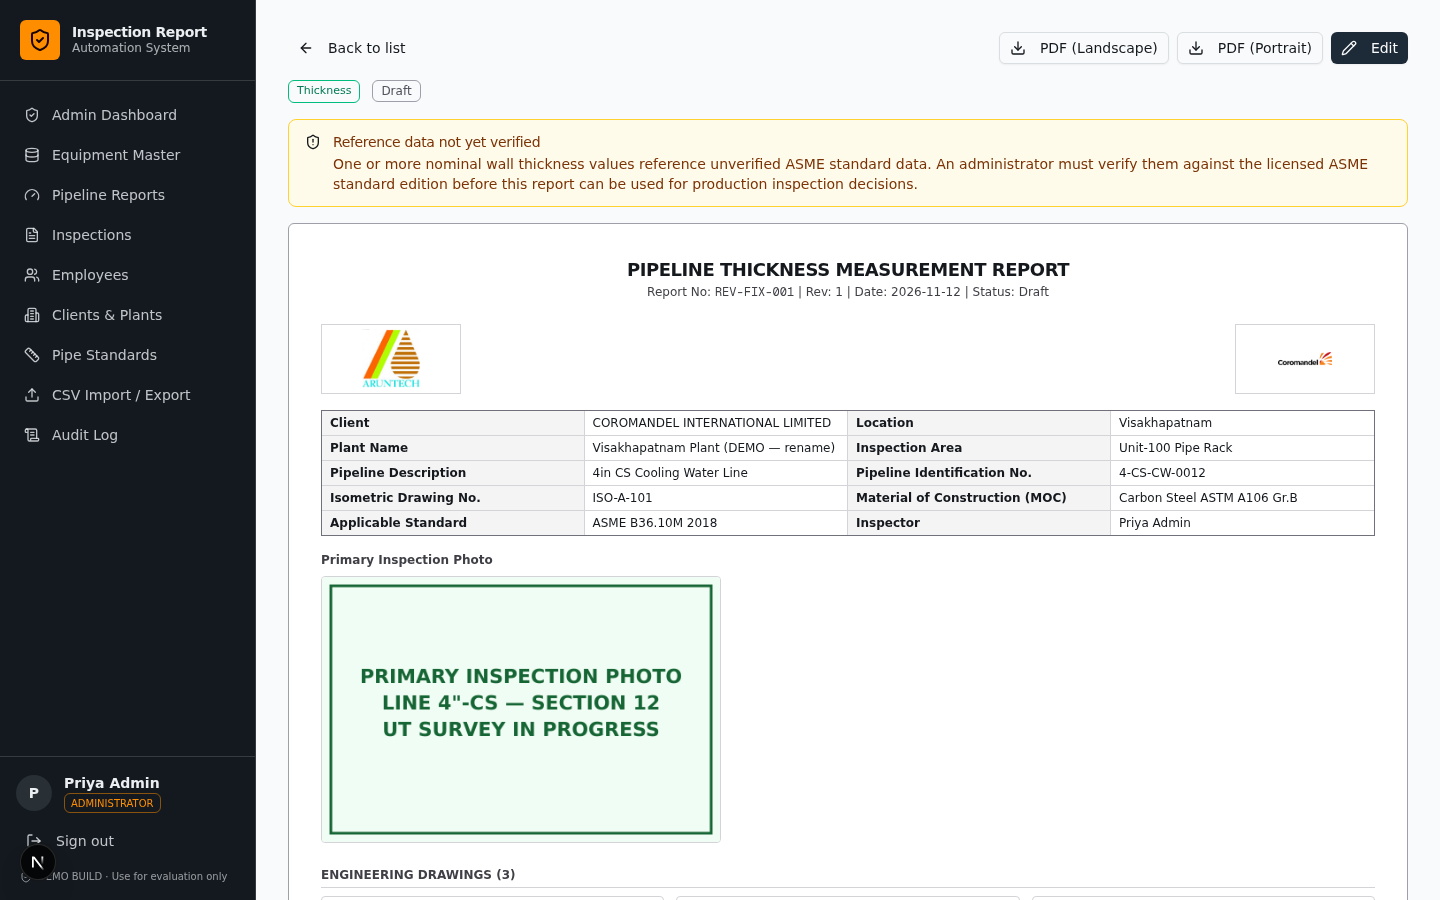 Inspection Report
Automation System
Admin Dashboard
Equipment Master
Pipeline Reports
Inspections
Employees
Clients & Plants
Pipe Standards
CSV Import / Export
Audit Log
P
Priya Admin
ADMINISTRATOR
Sign out
N
EMO BUILD · Use for evaluation only
Back to list
PDF (Landscape)
PDF (Portrait)
Edit
Thickness
Draft
Reference data not yet verified
One or more nominal wall thickness values reference unverified ASME standard data. An administrator must verify them against the licensed ASME
standard edition before this report can be used for production inspection decisions.
PIPELINE THICKNESS MEASUREMENT REPORT
Report No: REV-FIX-001 | Rev: 1 | Date: 2026-11-12 | Status: Draft
ARUNTECH
Coromandel
Client COROMANDEL INTERNATIONAL LIMITED Location Visakhapatnam
Plant Name Visakhapatnam Plant (DEMO — rename) Inspection Area Unit-100 Pipe Rack
Pipeline Description 4in CS Cooling Water Line Pipeline Identification No. 4-CS-CW-0012
Isometric Drawing No. ISO-A-101 Material of Construction (MOC) Carbon Steel ASTM A106 Gr.B
Applicable Standard ASME B36.10M 2018 Inspector Priya Admin
Primary Inspection Photo
PRIMARY INSPECTION PHOTO
LINE 4"-CS — SECTION 12
UT SURVEY IN PROGRESS
ENGINEERING DRAWINGS (3)